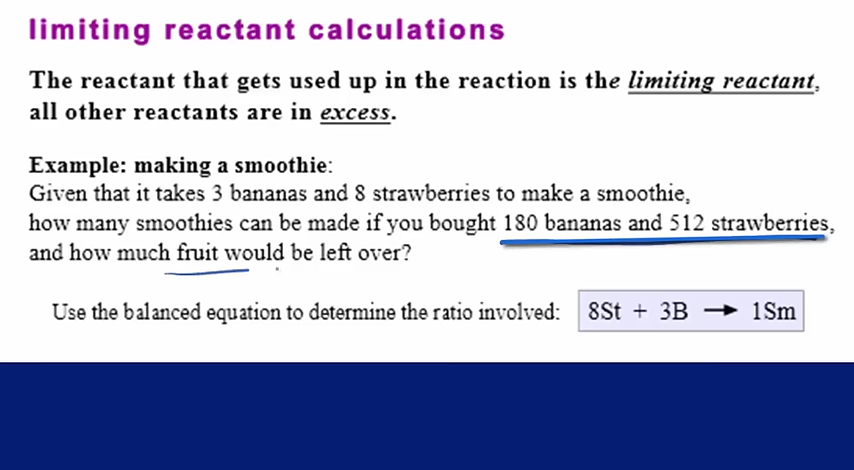 limiting reactant calculations
The reactant that gets used up in the reaction is the limiting reactant,
all other reactants are in excess.
Example: making a smoothie:
Given that it takes 3 bananas and 8 strawberries to make a smoothie,
how many smoothies can be made if you bought 180 bananas and 512 strawberries,
and how much fruit would be left over?
Use the balanced equation to determine the ratio involved: 8St + 3B → 1Sm